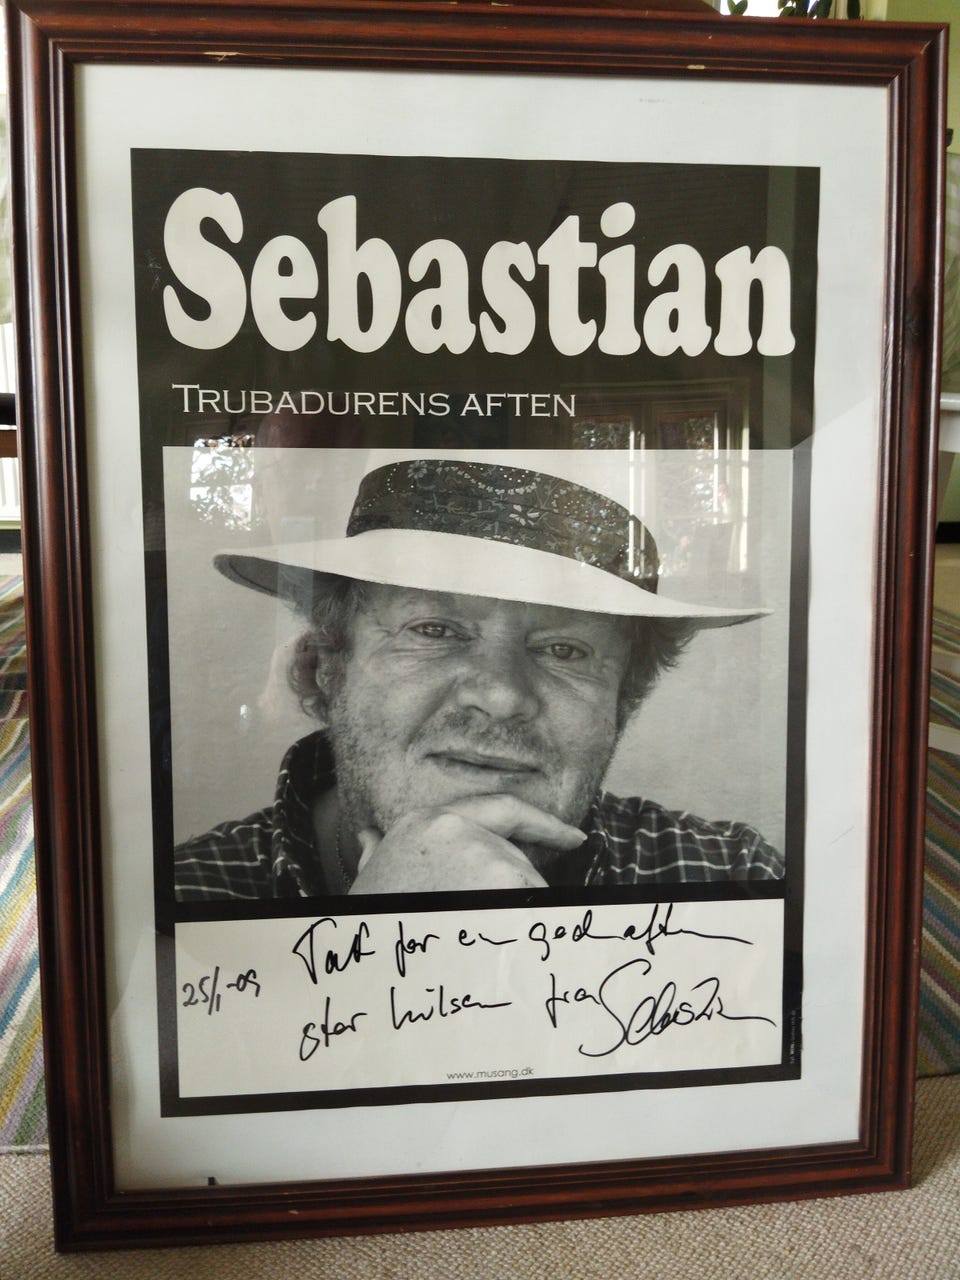 Sebastian
TRUBADURENS AFTEN
Tak for en god aften
25/1-09
stor hilsen fra Sebastian
www.musang.dk